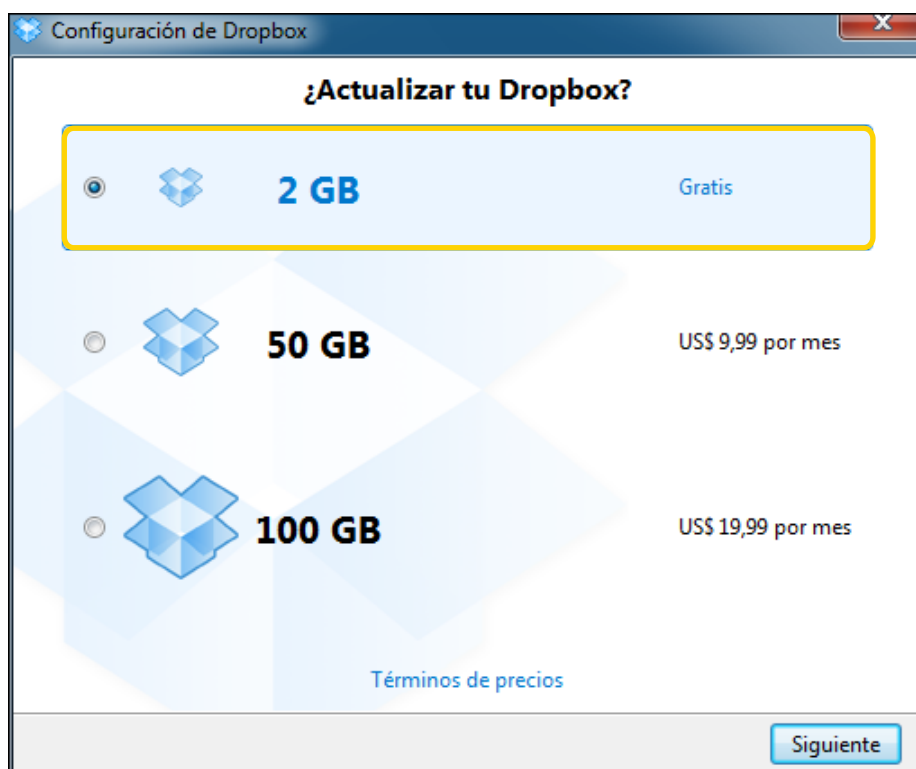 Configuración de Dropbox
¿Actualizar tu Dropbox?
2 GB Gratis
50 GB US$ 9,99 por mes
100 GB US$ 19,99 por mes
Términos de precios
Siguiente